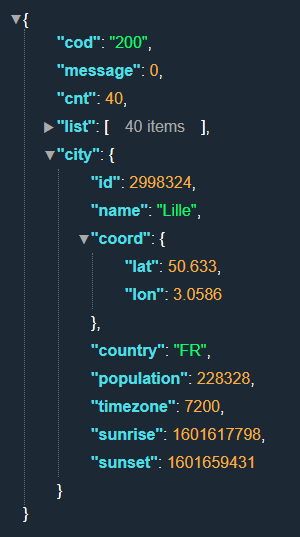 {
"cod": "200",
"message": 0,
"cnt": 40,
"list": [ 40 items ],
"city": {
"id": 2998324,
"name": "Lille",
"coord": {
"lat": 50.633,
"lon": 3.0586
},
"country": "FR",
"population": 228328,
"timezone": 7200,
"sunrise": 1601617798,
"sunset": 1601659431
}
}